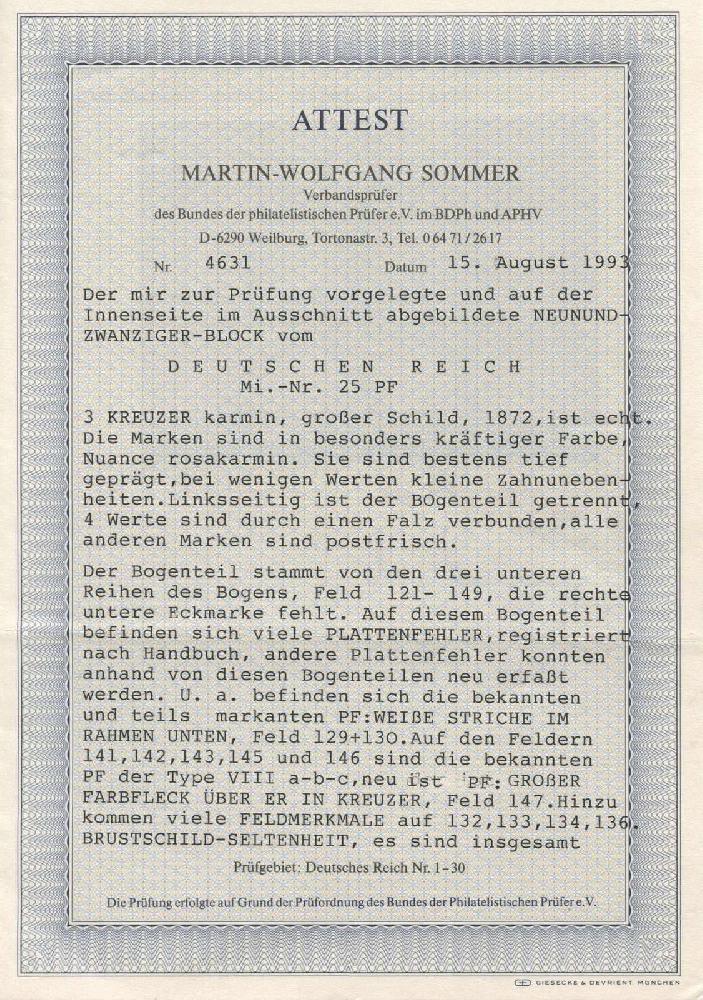 ATTEST
MARTIN-WOLFGANG SOMMER
Verbandsprüfer
des Bundes der philatelistischen Prüfer e.V. im BDPh und APHV
D-6290 Weilburg, Tortonastr. 3, Tel. 0 64 71 / 26 17
Nr. 4631 Datum 15. August 1993
Der mir zur Prüfung vorgelegte und auf der
Innenseite im Ausschnitt abgebildete NEUNUND-
ZWANZIGER-BLOCK vom
D E U T S C H E N   R E I C H
Mi.-Nr. 25 PF
3 KREUZER karmin, großer Schild, 1872,ist echt.
Die Marken sind in besonders kräftiger Farbe,
Nuance rosakarmin. Sie sind bestens tief
geprägt,bei wenigen Werten kleine Zahnuneben-
heiten.Linksseitig ist der BOgenteil getrennt,
4 Werte sind durch einen Falz verbunden,alle
anderen Marken sind postfrisch.
Der Bogenteil stammt von den drei unteren
Reihen des Bogens, Feld 121- 149, die rechte
untere Eckmarke fehlt. Auf diesem Bogenteil
befinden sich viele PLATTENFEHLER,registriert
nach Handbuch, andere Plattenfehler konnten
anhand von diesen Bogenteilen neu erfaßt
werden. U. a. befinden sich die bekannten
und teils markanten PF:WEIßE STRICHE IM
RAHMEN UNTEN, Feld 129+130.Auf den Feldern
141,142,143,145 und 146 sind die bekannten
PF der Type VIII a-b-c,neu ist PF: GROßER
FARBFLECK ÜBER ER IN KREUZER, Feld 147.Hinzu
kommen viele FELDMERKMALE auf 132,133,134,136.
BRUSTSCHILD-SELTENHEIT, es sind insgesamt
Prüfgebiet: Deutsches Reich Nr. 1-30
Die Prüfung erfolgte auf Grund der Prüfordnung des Bundes der Philatelistischen Prüfer e.V.
GIESECKE & DEVRIENT MÜNCHEN